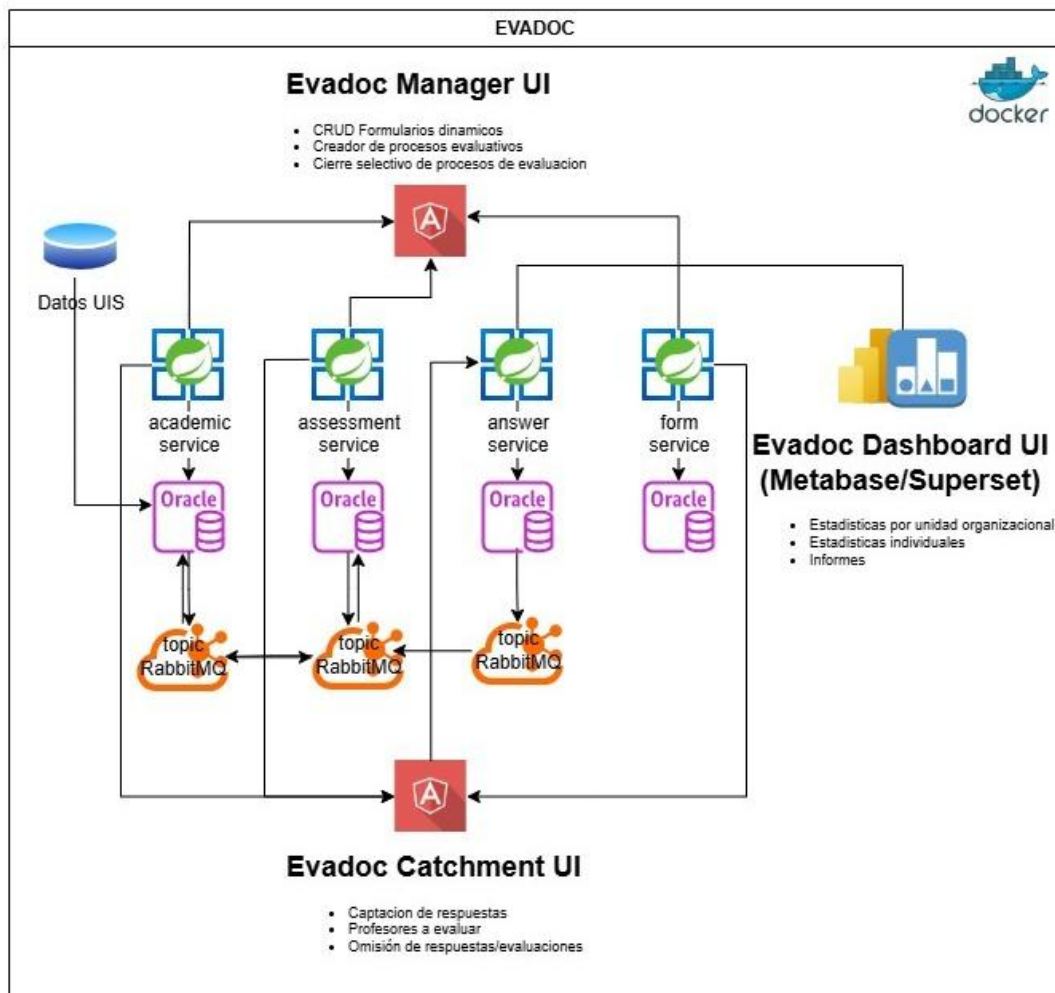 EVADOC
Evadoc Manager UI
docker
CRUD Formularios dinamicos
Creador de procesos evaluativos
Cierre selectivo de procesos de evaluacion
Datos UIS
academic
service
assessment
service
answer
service
form
service
Evadoc Dashboard UI
(Metabase/Superset)
Oracle
Oracle
Oracle
Oracle
Estadisticas por unidad organizacional
Estadisticas individuales
Informes
topic
RabbitMQ
topic
RabbitMQ
topic
RabbitMQ
Evadoc Catchment UI
Captacion de respuestas
Profesores a evaluar
Omisión de respuestas/evaluaciones